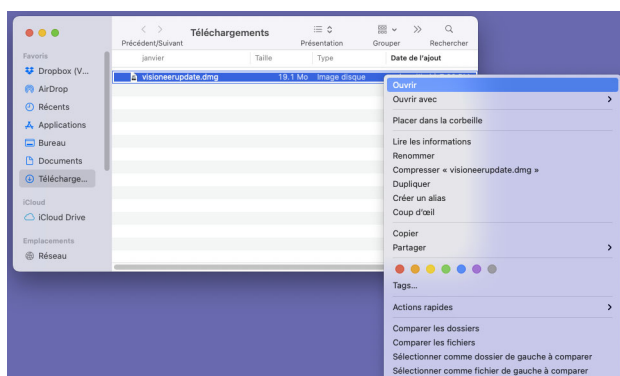 Téléchargements
Précédent/Suivant Présentation Grouper Rechercher
janvier Taille Type Date de l'ajout
visioneerupdate.dmg 19.1 Mo Image disque
Favoris
Dropbox (V...
AirDrop
Récents
Applications
Bureau
Documents
Télécharge...
iCloud
iCloud Drive
Emplacements
Réseau
Ouvrir
Ouvrir avec
Placer dans la corbeille
Lire les informations
Renommer
Compresser « visioneerupdate.dmg »
Dupliquer
Créer un alias
Coup d'œil
Copier
Partager
Tags...
Actions rapides
Comparer les dossiers
Comparer les fichiers
Sélectionner comme dossier de gauche à comparer
Sélectionner comme fichier de gauche à comparer